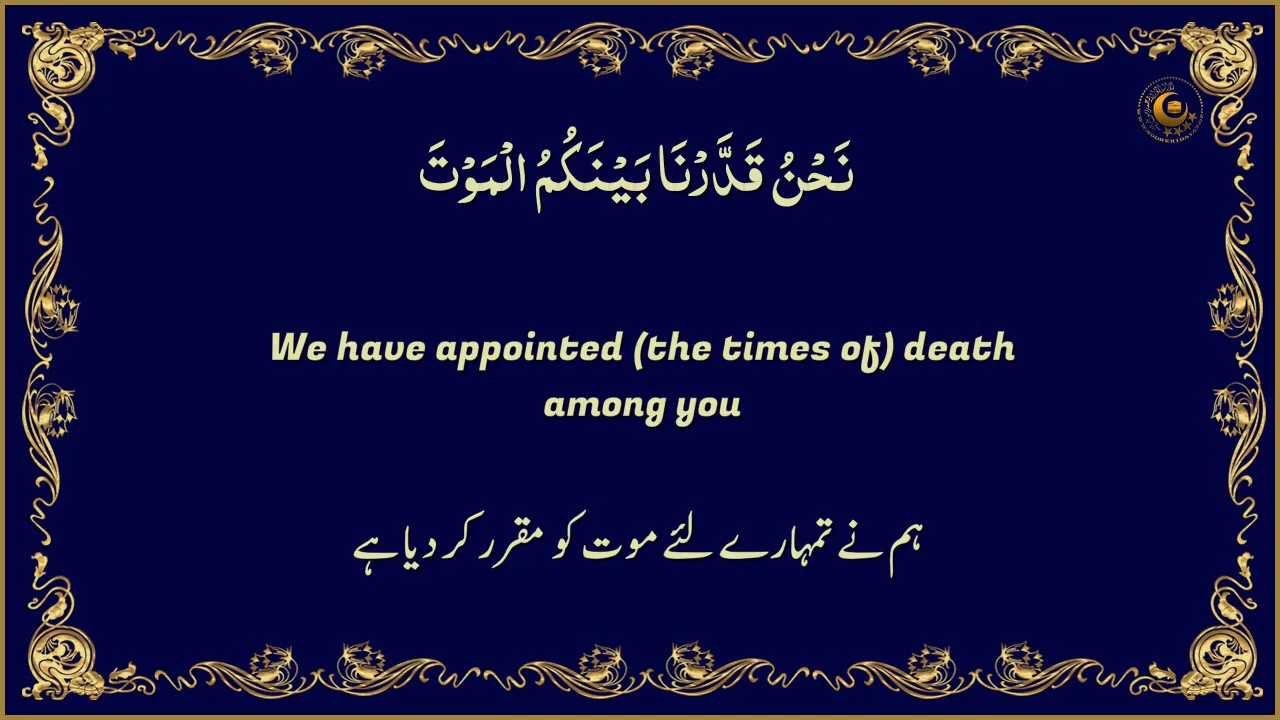 نَحْنُ قَدَّرْنَا بَيْنَكُمُ الْمَوْتَ
We have appointed (the times of) death
among you
ہم نے تمہارے لئے موت کو مقرر کر دیا ہے